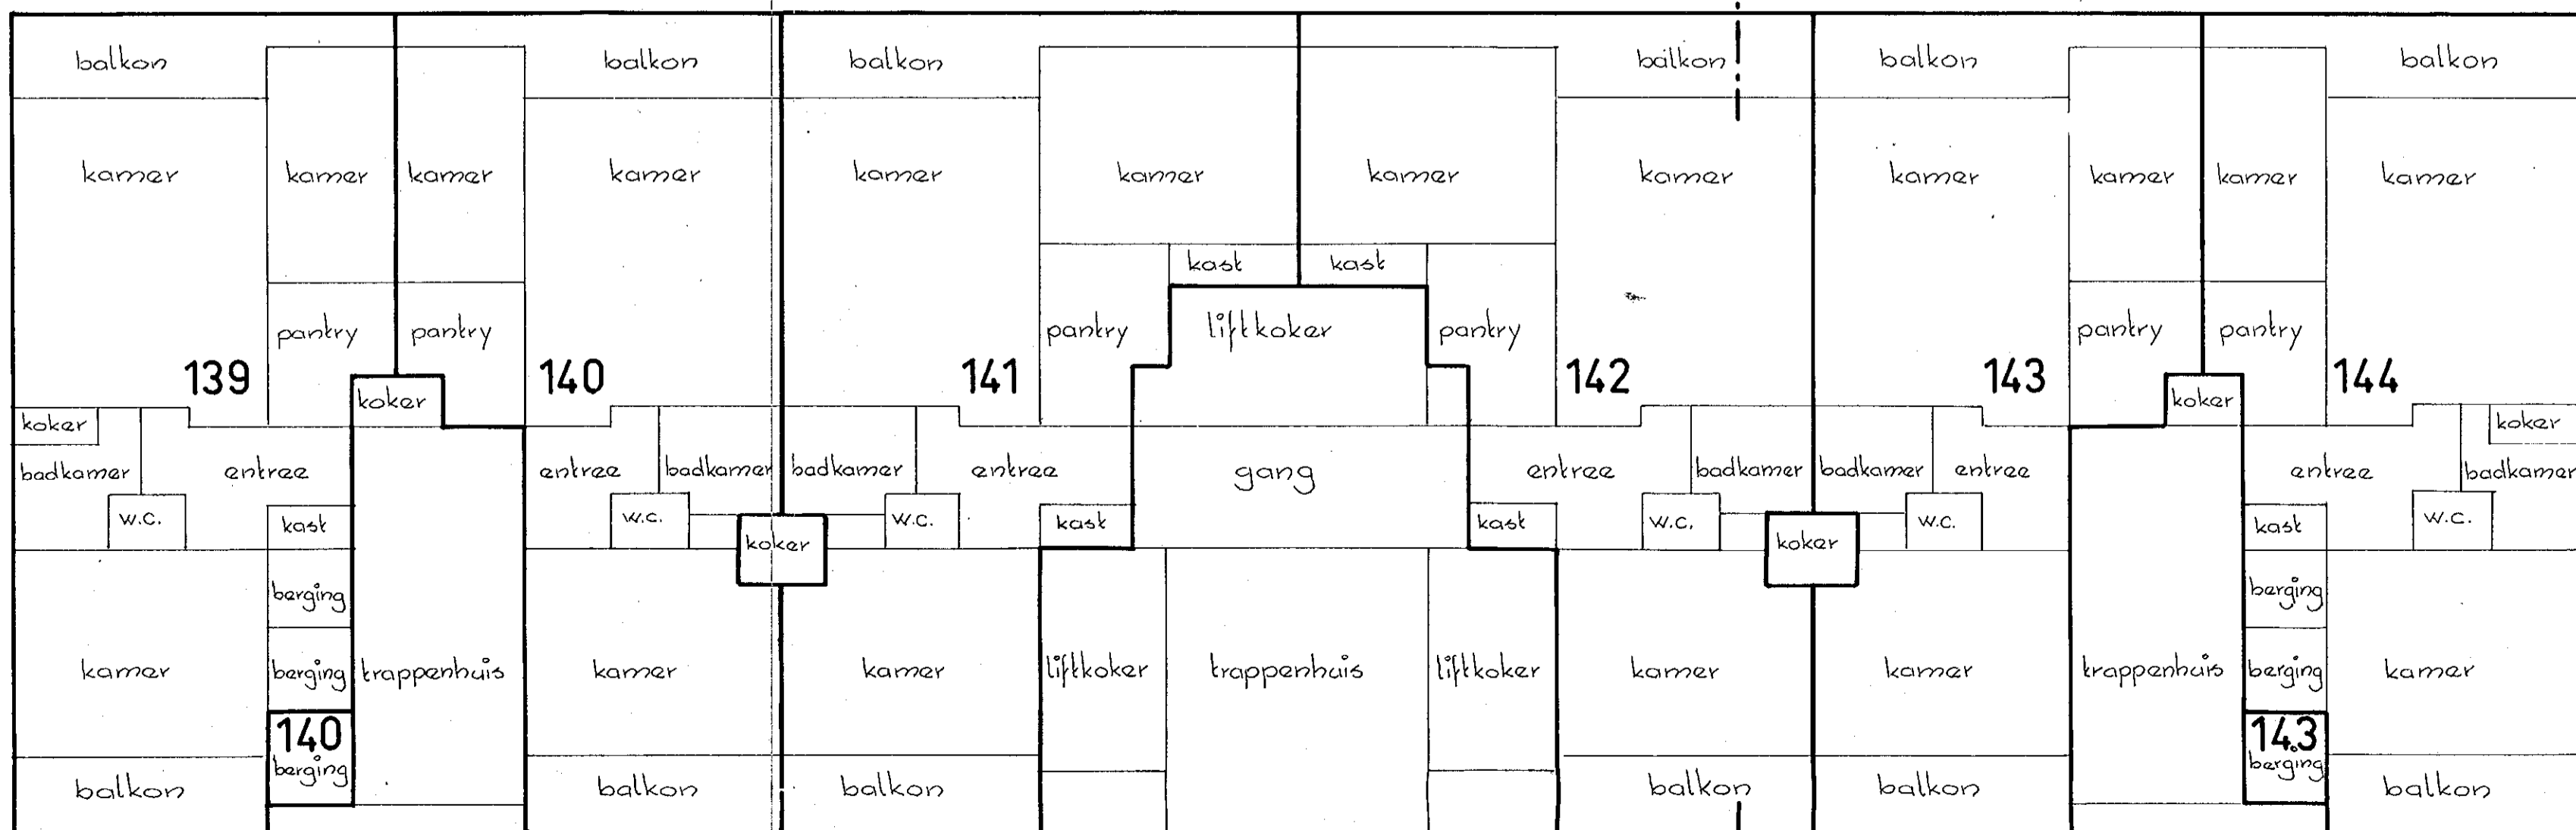 balkon balkon balkon balkon balkon balkon
kamer kamer kamer kamer kamer kamer kamer kamer kamer kamer kamer kamer
kast kast
pantry pantry pantry liftkoker pantry pantry pantry
139 140 141 142 143 144
koker koker
koker koker
badkamer entree entree badkamer badkamer entree gang entree badkamer badkamer entree entree badkamer
w.c. kast w.c. w.c. kast kast w.c. w.c. kast w.c.
koker koker
berging berging
kamer berging trappenhuis kamer kamer liftkoker trappenhuis liftkoker kamer kamer trappenhuis berging kamer
140 143
berging berging
balkon balkon balkon balkon balkon balkon